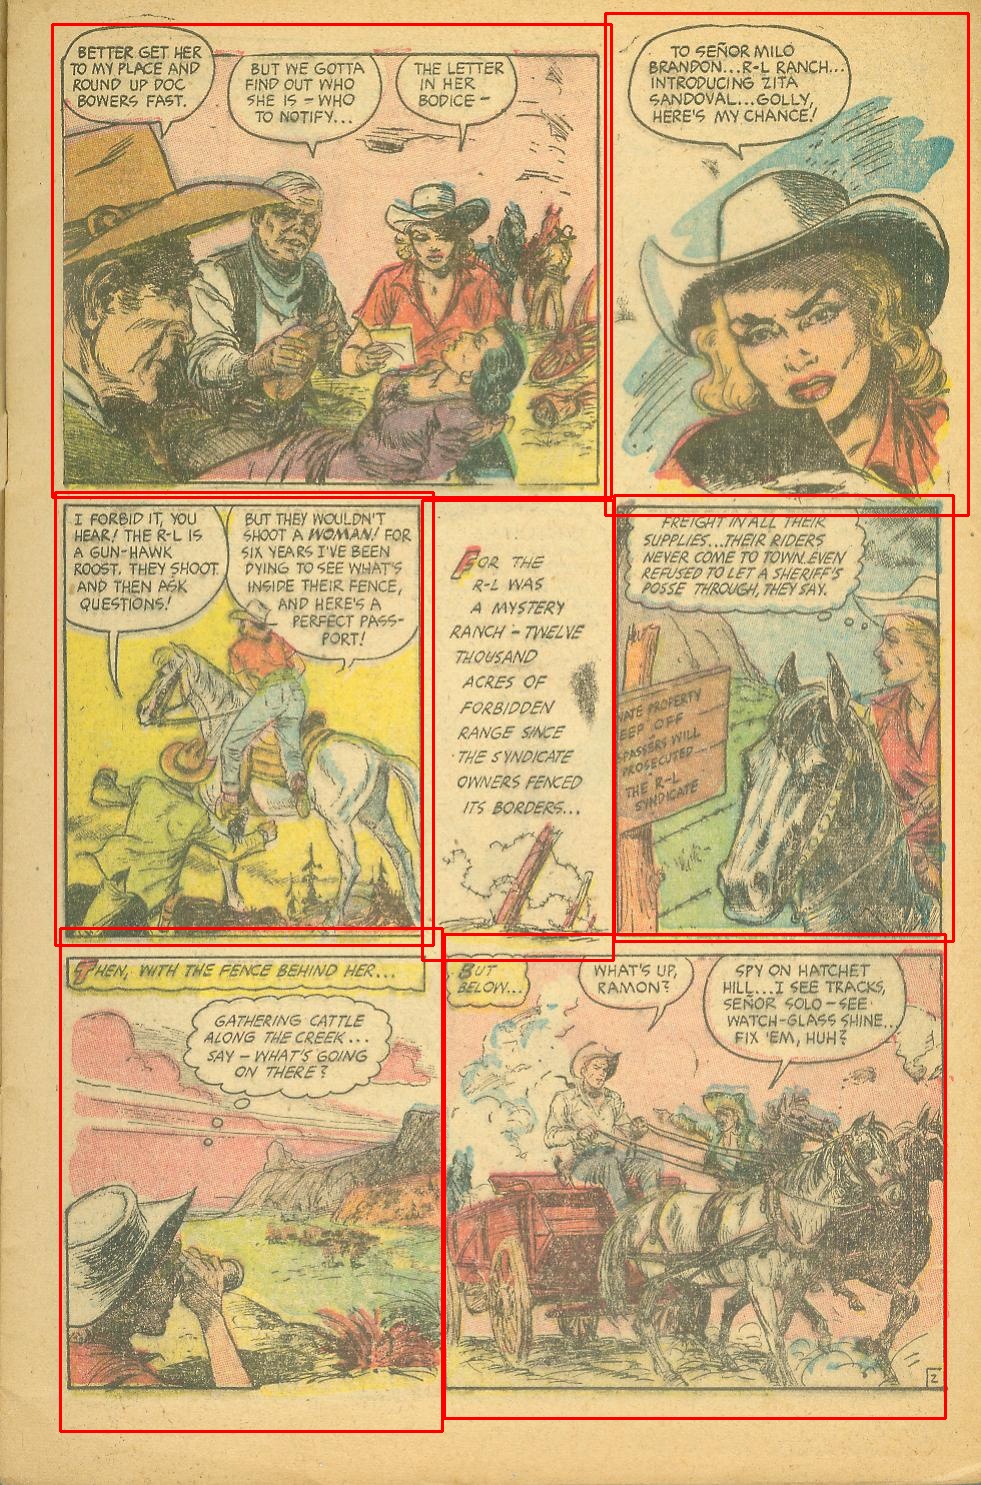 BETTER GET HER
TO MY PLACE AND
ROUND UP DOC
BOWERS FAST.
BUT WE GOTTA
FIND OUT WHO
SHE IS - WHO
TO NOTIFY...
THE LETTER
IN HER
BODICE -
TO SEÑOR MILO
BRANDON...R-L RANCH...
INTRODUCING ZITA
SANDOVAL...GOLLY,
HERE'S MY CHANCE!
I FORBID IT, YOU
HEAR! THE R-L IS
A GUN-HAWK
ROOST. THEY SHOOT
AND THEN ASK
QUESTIONS!
BUT THEY WOULDN'T
SHOOT A WOMAN! FOR
SIX YEARS I'VE BEEN
DYING TO SEE WHAT'S
INSIDE THEIR FENCE,
AND HERE'S A
PERFECT PASS-
PORT!
FOR THE
R-L WAS
A MYSTERY
RANCH - TWELVE
THOUSAND
ACRES OF
FORBIDDEN
RANGE SINCE
THE SYNDICATE
OWNERS FENCED
ITS BORDERS...
FREIGHT IN ALL THEIR
SUPPLIES...THEIR RIDERS
NEVER COME TO TOWN. EVEN
REFUSED TO LET A SHERIFF'S
POSSE THROUGH, THEY SAY.
VATE PROPERTY
EEP OFF
SPASSERS WILL
PROSECUTED
THE R-L
SYNDICATE
THEN, WITH THE FENCE BEHIND HER...
GATHERING CATTLE
ALONG THE CREEK...
SAY - WHAT'S GOING
ON THERE?
BUT
BELOW...
WHAT'S UP,
RAMON?
SPY ON HATCHET
HILL...I SEE TRACKS,
SEÑOR SOLO - SEE
WATCH-GLASS SHINE..
FIX 'EM, HUH?
2